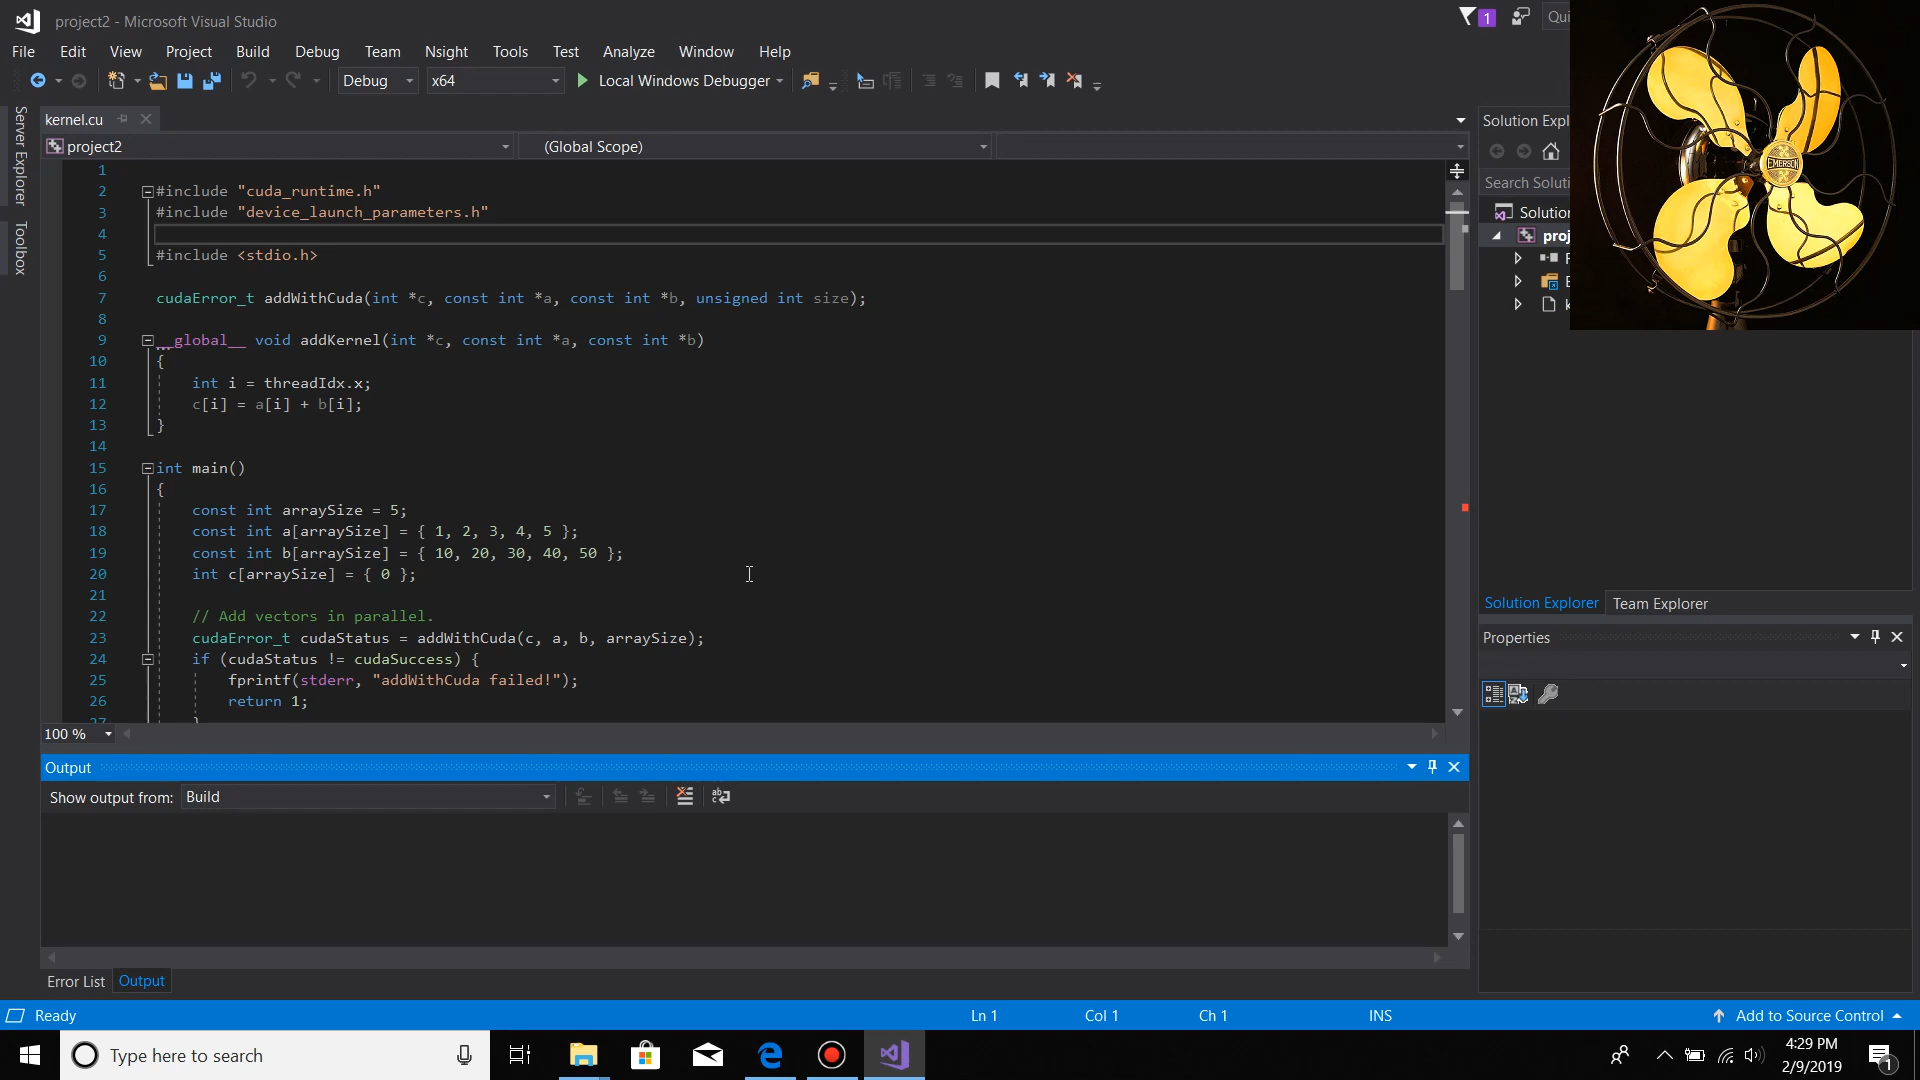 project2 - Microsoft Visual Studio
1
File Edit View Project Build Debug Team Nsight Tools Test Analyze Window Help
Debug x64 Local Windows Debugger
Server Explorer
Toolbox
kernel.cu
project2 (Global Scope)
1
2 #include "cuda_runtime.h"
3 #include "device_launch_parameters.h"
4
5 #include <stdio.h>
6
7 cudaError_t addWithCuda(int *c, const int *a, const int *b, unsigned int size);
8
9 __global__ void addKernel(int *c, const int *a, const int *b)
10 {
11 int i = threadIdx.x;
12 c[i] = a[i] + b[i];
13 }
14
15 int main()
16 {
17 const int arraySize = 5;
18 const int a[arraySize] = { 1, 2, 3, 4, 5 };
19 const int b[arraySize] = { 10, 20, 30, 40, 50 };
20 int c[arraySize] = { 0 };
21
22 // Add vectors in parallel.
23 cudaError_t cudaStatus = addWithCuda(c, a, b, arraySize);
24 if (cudaStatus != cudaSuccess) {
25 fprintf(stderr, "addWithCuda failed!");
26 return 1;
27 }
100 %
Output
Show output from: Build
Error List Output
Solution Expl
Search Soluti
Solution
proj
EMERSON
Solution Explorer Team Explorer
Properties
Ready Ln 1 Col 1 Ch 1 INS Add to Source Control
Type here to search
4:29 PM
2/9/2019
1